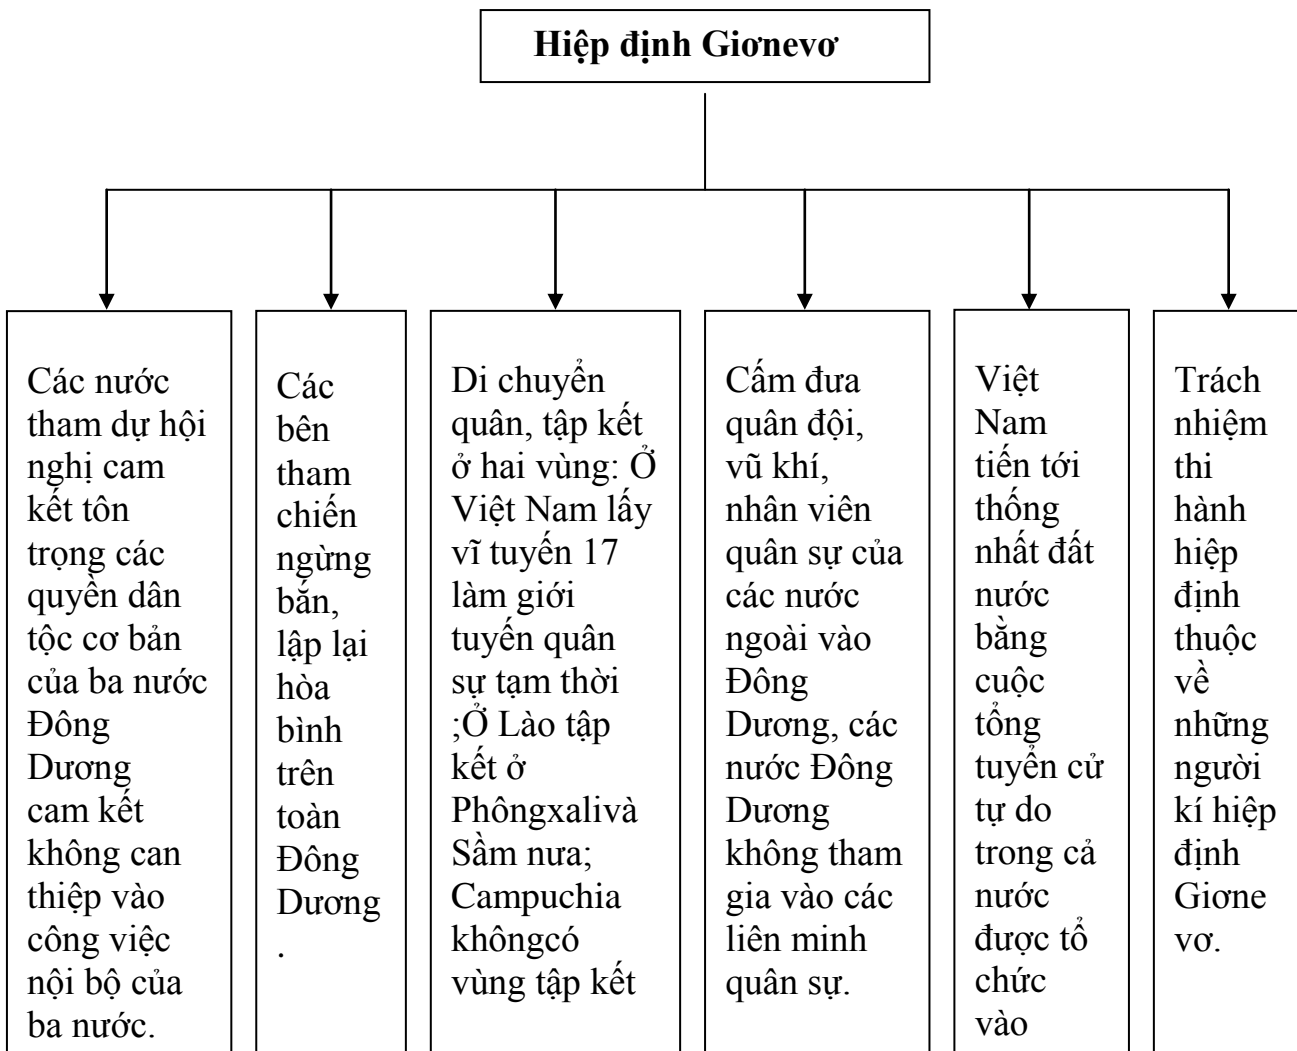 Hiệp định Giơnevơ
Các nước
tham dự hội
nghị cam
kết tôn
trọng các
quyền dân
tộc cơ bản
của ba nước
Đông
Dương
cam kết
không can
thiệp vào
công việc
nội bộ của
ba nước.
Các
bên
tham
chiến
ngừng
bắn,
lập lại
hòa
bình
trên
toàn
Đông
Dương
.
Di chuyển
quân, tập kết
ở hai vùng: Ở
Việt Nam lấy
vĩ tuyến 17
làm giới
tuyến quân
sự tạm thời
;Ở Lào tập
kết ở
Phôngxalivà
Sầm nưa;
Campuchia
khôngcó
vùng tập kết
Cấm đưa
quân đội,
vũ khí,
nhân viên
quân sự của
các nước
ngoài vào
Đông
Dương, các
nước Đông
Dương
không tham
gia vào các
liên minh
quân sự.
Việt
Nam
tiến tới
thống
nhất đất
nước
bằng
cuộc
tổng
tuyển cử
tự do
trong cả
nước
được tổ
chức
vào
Trách
nhiệm
thi
hành
hiệp
định
thuộc
về
những
người
kí hiệp
định
Giơne
vơ.